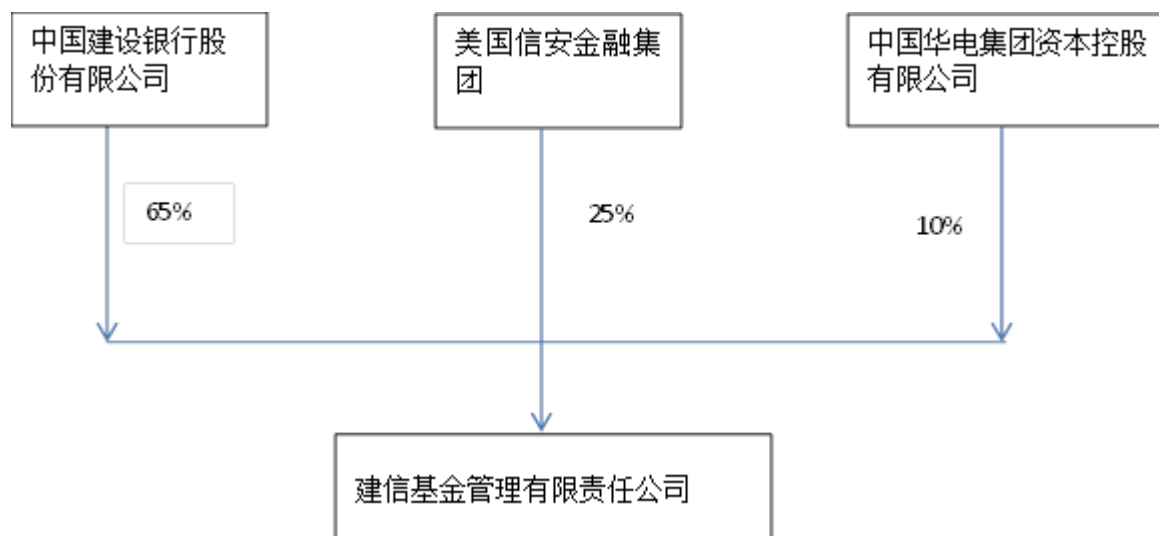 中国建设银行股
份有限公司
美国信安金融集
团
中国华电集团资本控股
有限公司
65%
25%
10%
建信基金管理有限责任公司